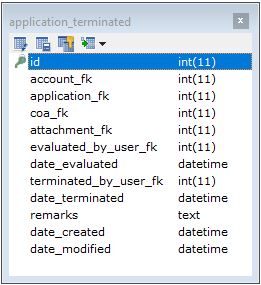 application_terminated x
id int(11)
account_fk int(11)
application_fk int(11)
coa_fk int(11)
attachment_fk int(11)
evaluated_by_user_fk int(11)
date_evaluated datetime
terminated_by_user_fk int(11)
date_terminated datetime
remarks text
date_created datetime
date_modified datetime